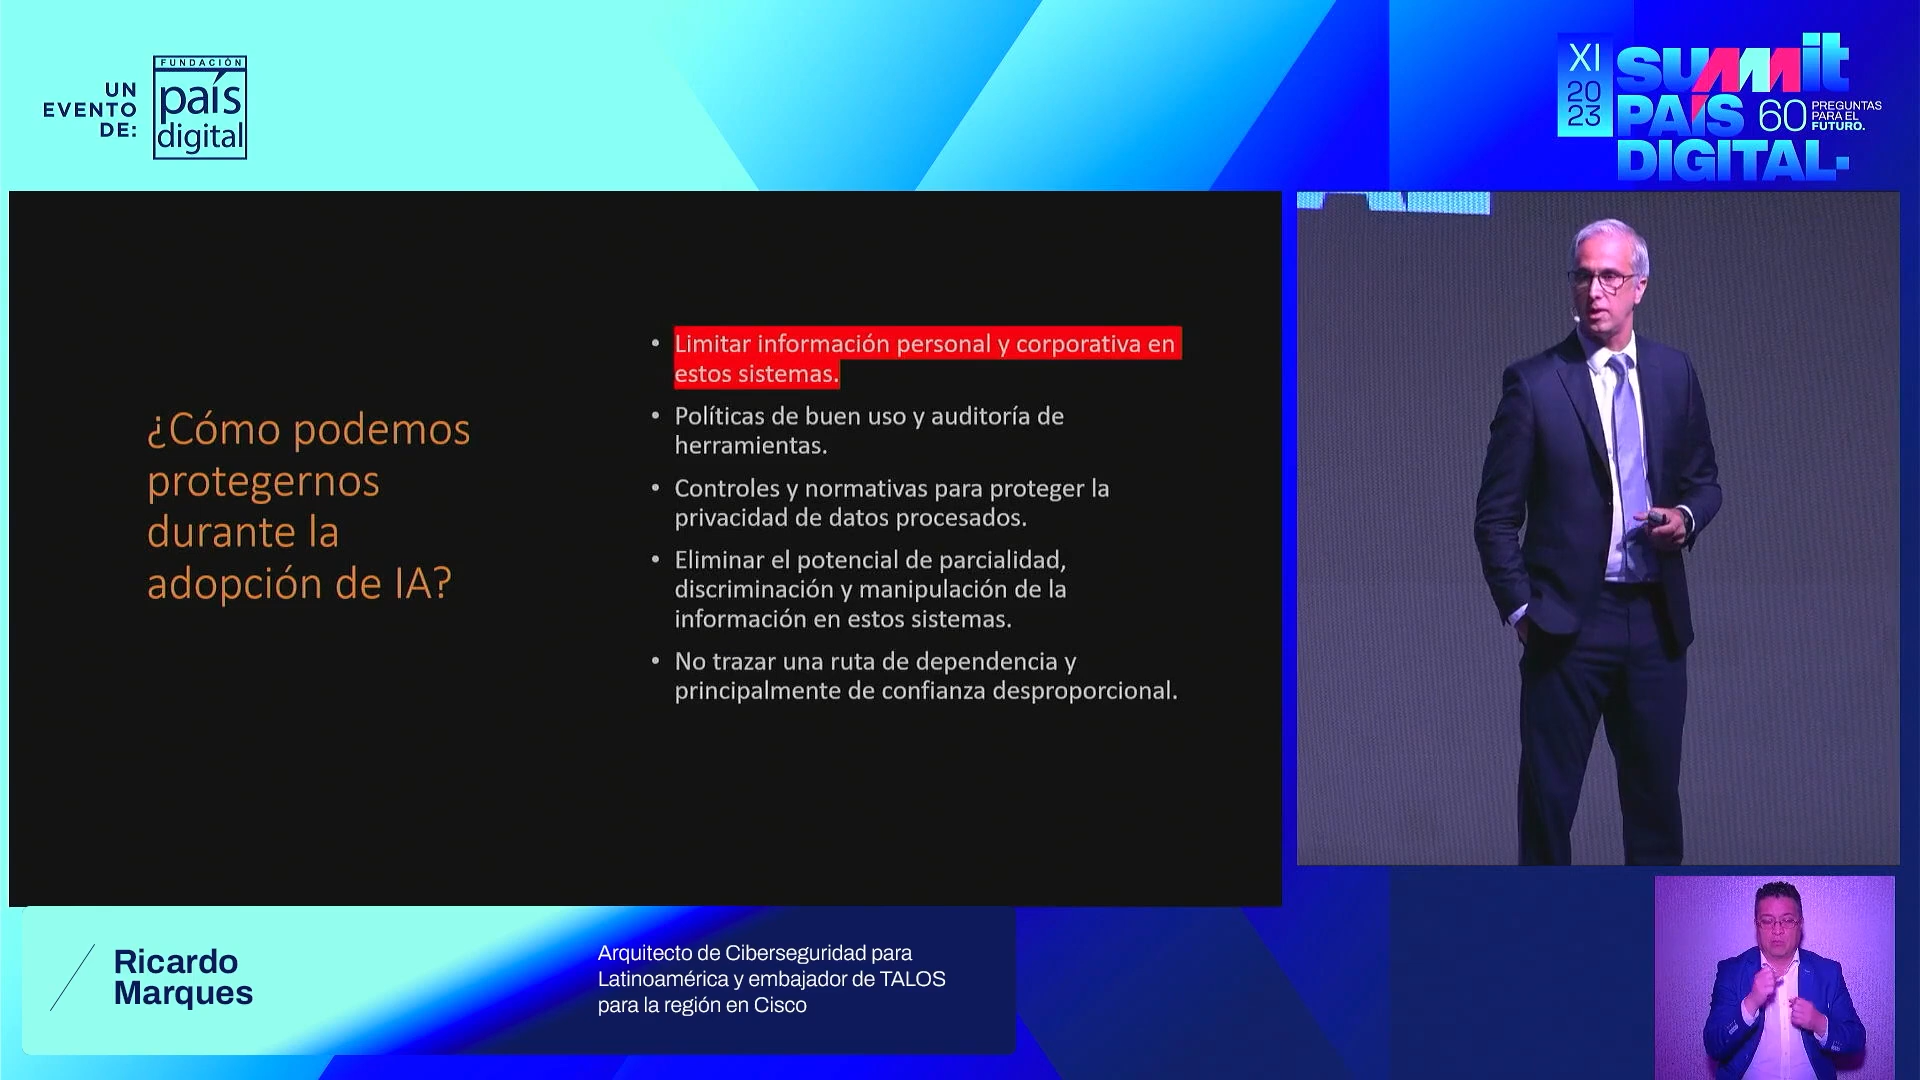 UN
EVENTO
DE:
FUNDACIÓN
país
digital
XI
20
23
SUMMIT
PAÍS
DIGITAL
60
PREGUNTAS
PARA EL
FUTURO.
¿Cómo podemos
protegernos
durante la
adopción de IA?
• Limitar información personal y corporativa en
estos sistemas.
• Políticas de buen uso y auditoría de
herramientas.
• Controles y normativas para proteger la
privacidad de datos procesados.
• Eliminar el potencial de parcialidad,
discriminación y manipulación de la
información en estos sistemas.
• No trazar una ruta de dependencia y
principalmente de confianza desproporcional.
Ricardo
Marques
Arquitecto de Ciberseguridad para
Latinoamérica y embajador de TALOS
para la región en Cisco